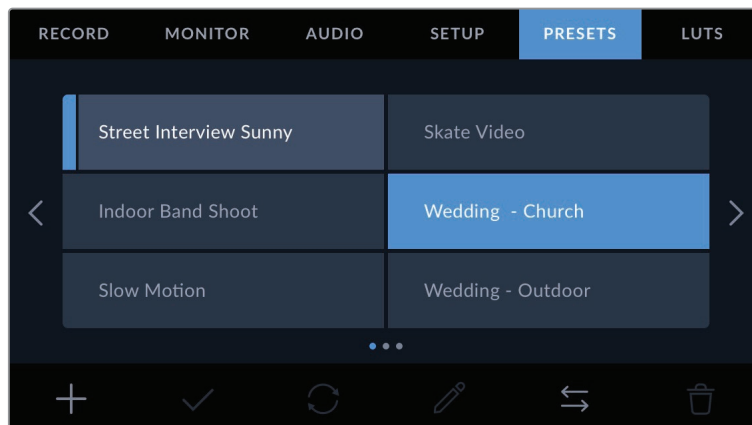 RECORD MONITOR AUDIO SETUP PRESETS LUTS
Street Interview Sunny Skate Video
Indoor Band Shoot Wedding - Church
Slow Motion Wedding - Outdoor